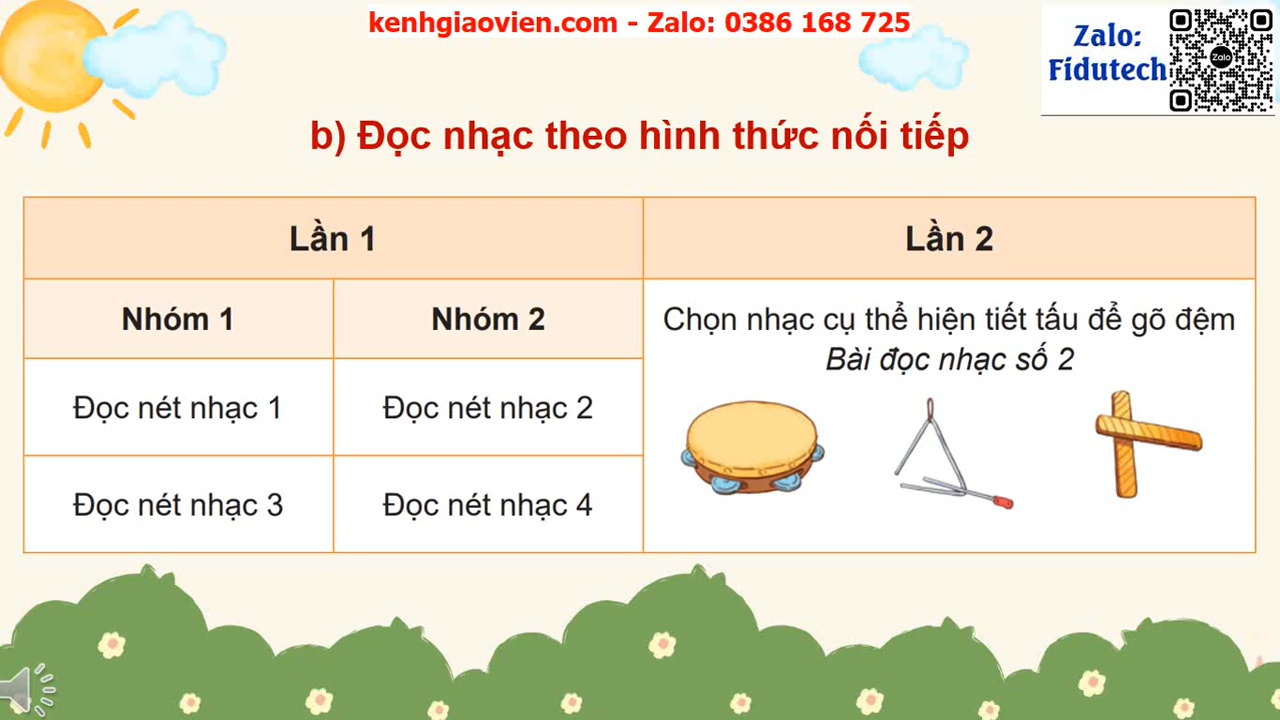 kenhgiaovien.com - Zalo: 0386 168 725
Zalo:
Fidutech
Zalo
b) Đọc nhạc theo hình thức nối tiếp
Lần 1
Lần 2
Nhóm 1
Nhóm 2
Chọn nhạc cụ thể hiện tiết tấu để gõ đệm
Bài đọc nhạc số 2
Đọc nét nhạc 1
Đọc nét nhạc 2
Đọc nét nhạc 3
Đọc nét nhạc 4